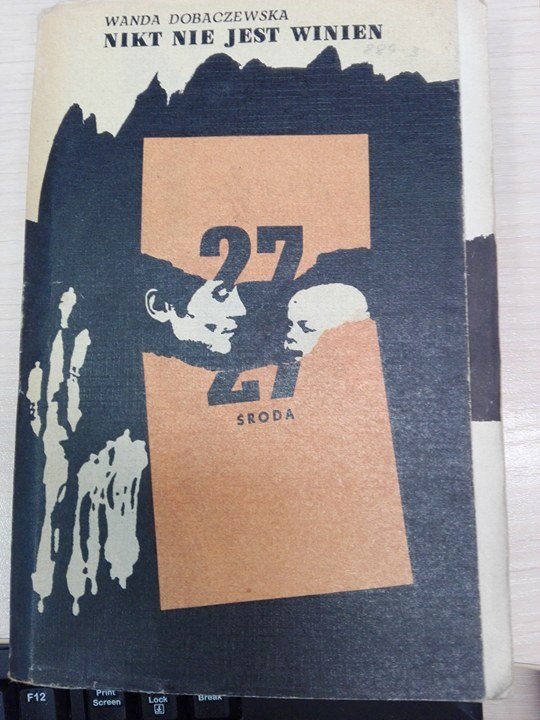 WANDA DOBACZEWSKA
NIKT NIE JEST WINIEN
27
27
ŚRODA
F12
Print
Screen
Lock
Break